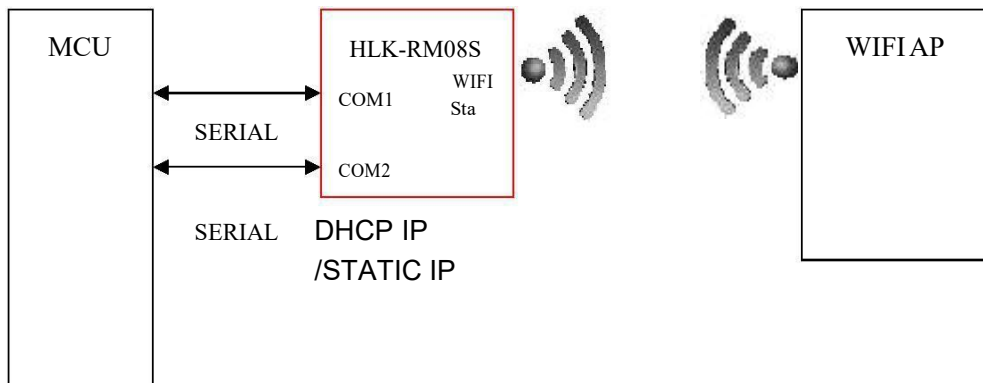 MCU
HLK-RM08S
WIFI AP
WIFI
Sta
COM1
SERIAL
COM2
SERIAL
DHCP IP
/STATIC IP